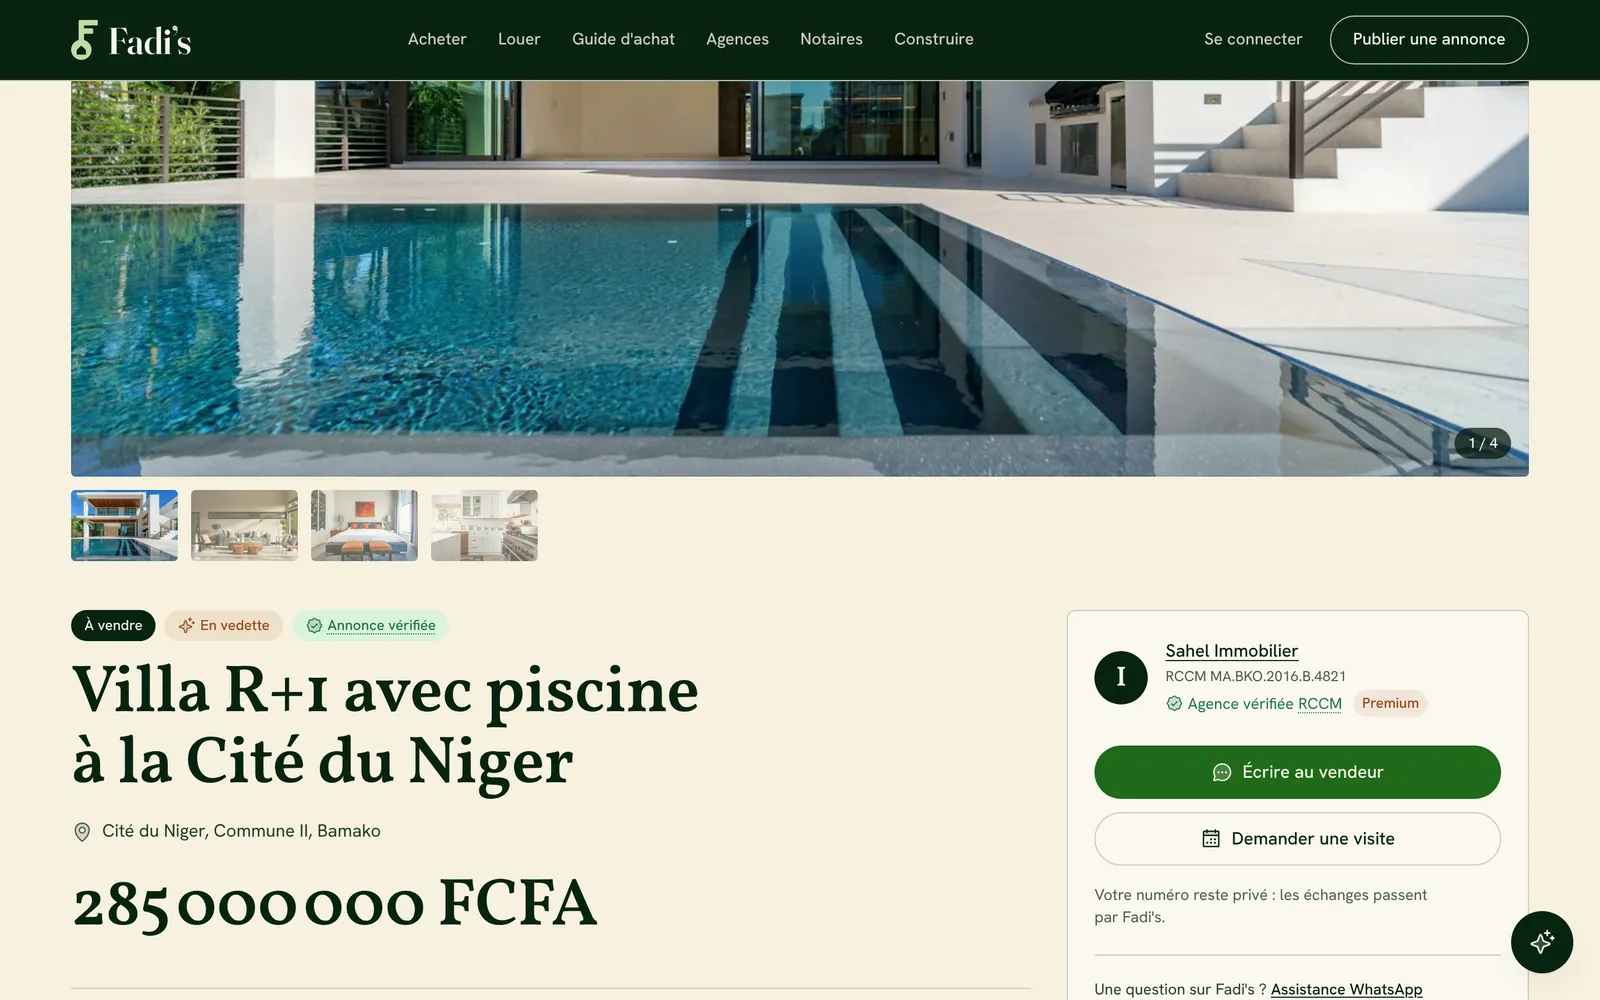 Fadi's
Acheter
Louer
Guide d'achat
Agences
Notaires
Construire
Se connecter
Publier une annonce
1 / 4
À vendre
En vedette
Annonce vérifiée
Villa R+1 avec piscine
à la Cité du Niger
Cité du Niger, Commune II, Bamako
285 000 000 FCFA
I
Sahel Immobilier
RCCM MA.BKO.2016.B.4821
Agence vérifiée RCCM
Premium
Écrire au vendeur
Demander une visite
Votre numéro reste privé : les échanges passent
par Fadi's.
Une question sur Fadi's ? Assistance WhatsApp